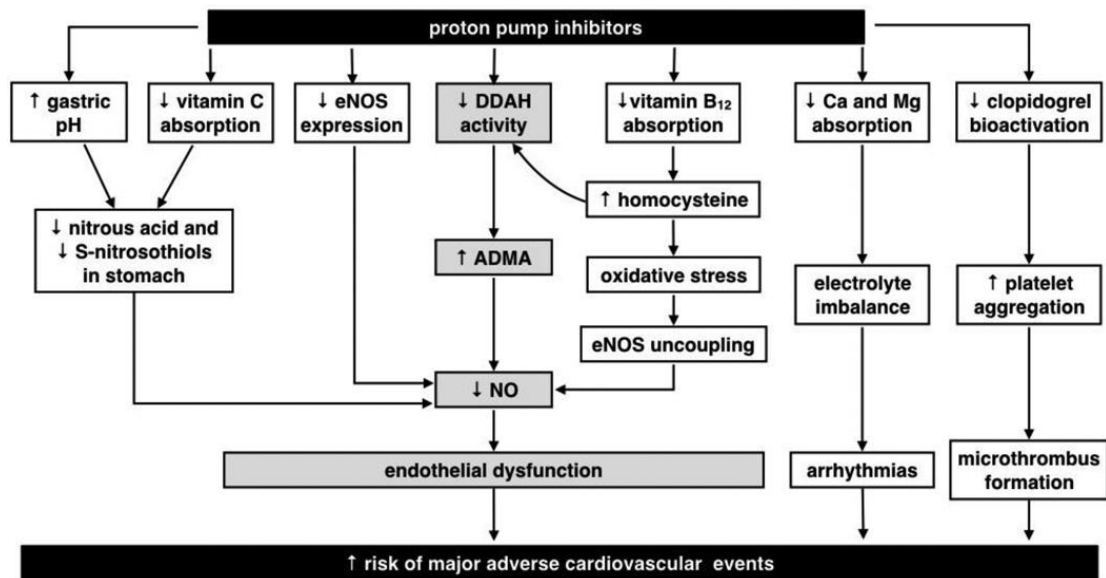 proton pump inhibitors
↑ gastric
pH
↓ vitamin C
absorption
↓ eNOS
expression
↓ DDAH
activity
↓vitamin B₁₂
absorption
↓ Ca and Mg
absorption
↓ clopidogrel
bioactivation
↓ nitrous acid and
↓ S-nitrosothiols
in stomach
↑ homocysteine
↑ ADMA
oxidative stress
electrolyte
imbalance
↑ platelet
aggregation
eNOS uncoupling
↓ NO
endothelial dysfunction
arrhythmias
microthrombus
formation
↑ risk of major adverse cardiovascular events